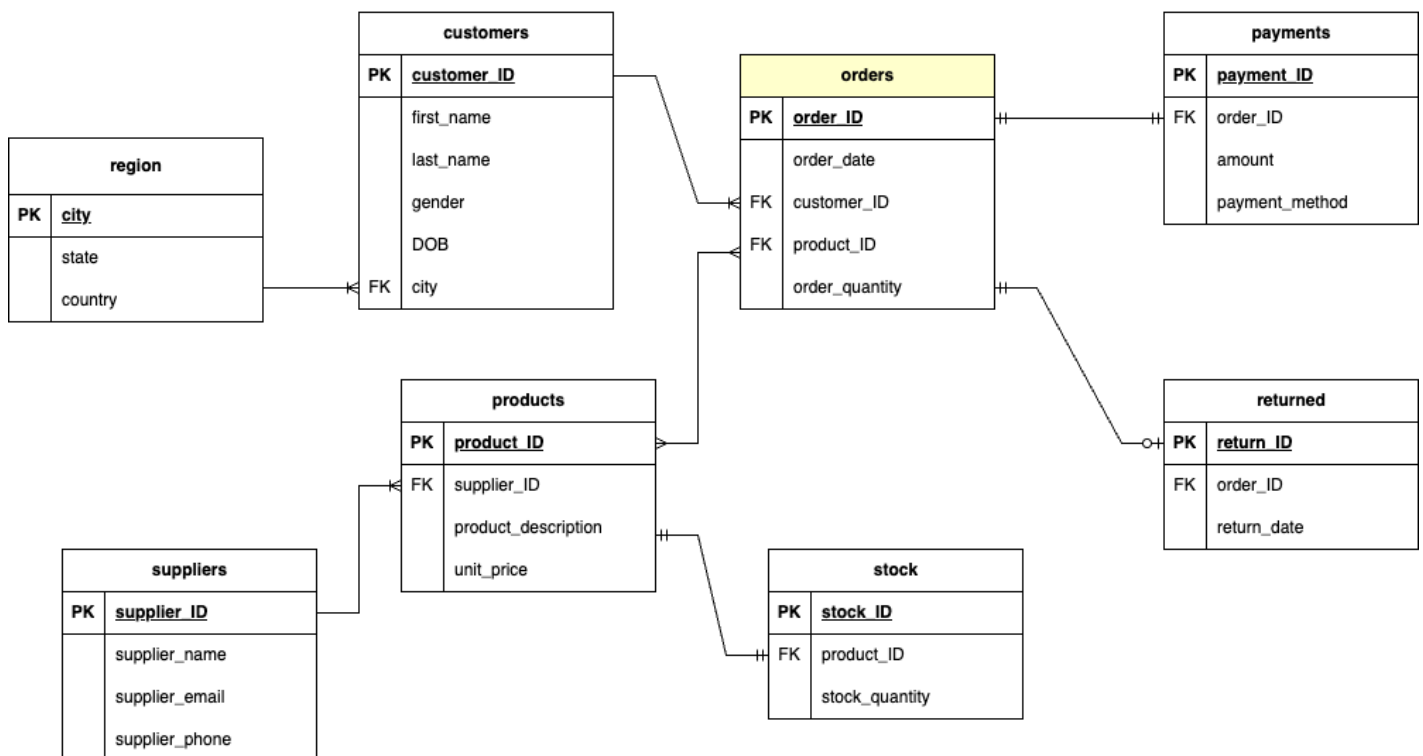 customers
PK customer_ID
first_name
last_name
gender
DOB
FK city
region
PK city
state
country
orders
PK order_ID
order_date
FK customer_ID
FK product_ID
order_quantity
payments
PK payment_ID
FK order_ID
amount
payment_method
products
PK product_ID
FK supplier_ID
product_description
unit_price
returned
PK return_ID
FK order_ID
return_date
suppliers
PK supplier_ID
supplier_name
supplier_email
supplier_phone
stock
PK stock_ID
FK product_ID
stock_quantity